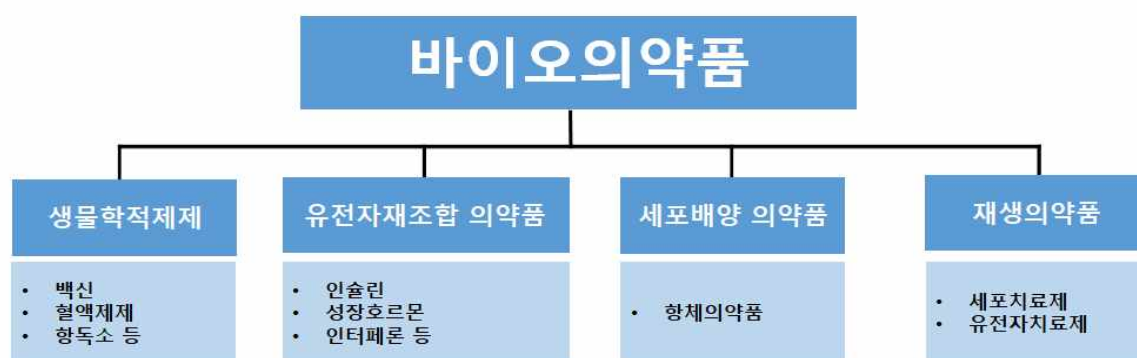 바이오의약품
생물학적제제
• 백신
• 혈액제제
• 항독소 등
유전자재조합 의약품
• 인슐린
• 성장호르몬
• 인터페론 등
세포배양 의약품
• 항체의약품
재생의약품
• 세포치료제
• 유전자치료제